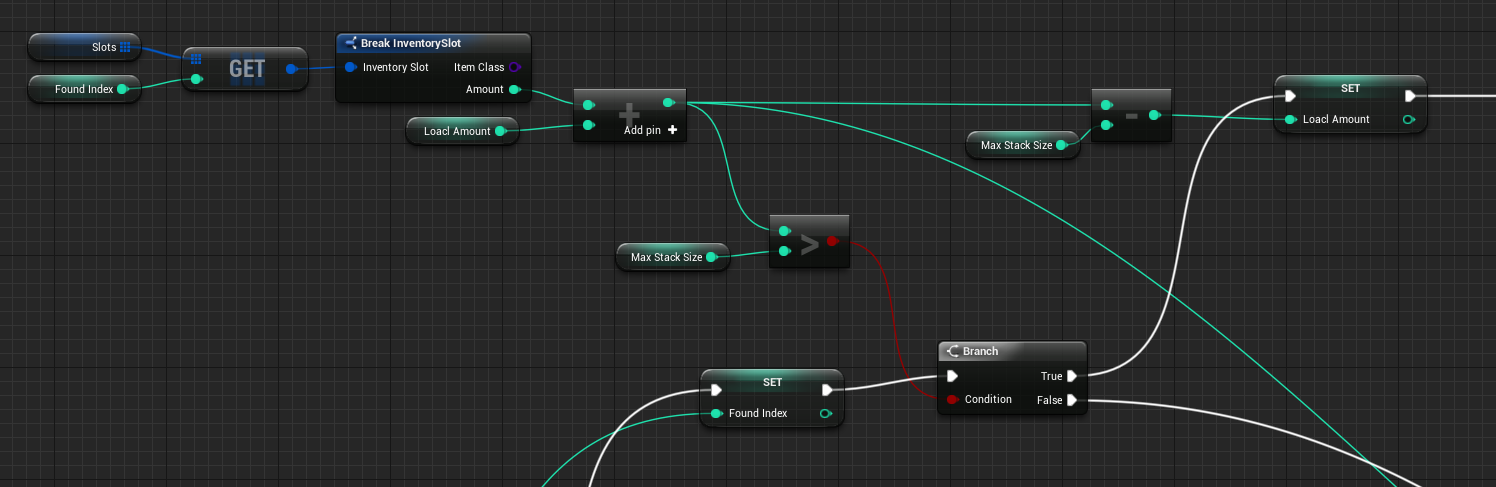 Slots
Found Index
GET
Break InventorySlot
Inventory Slot
Item Class
Amount
Loacl Amount
+
Add pin +
Max Stack Size
-
SET
Loacl Amount
Max Stack Size
>
SET
Found Index
Branch
True
Condition
False